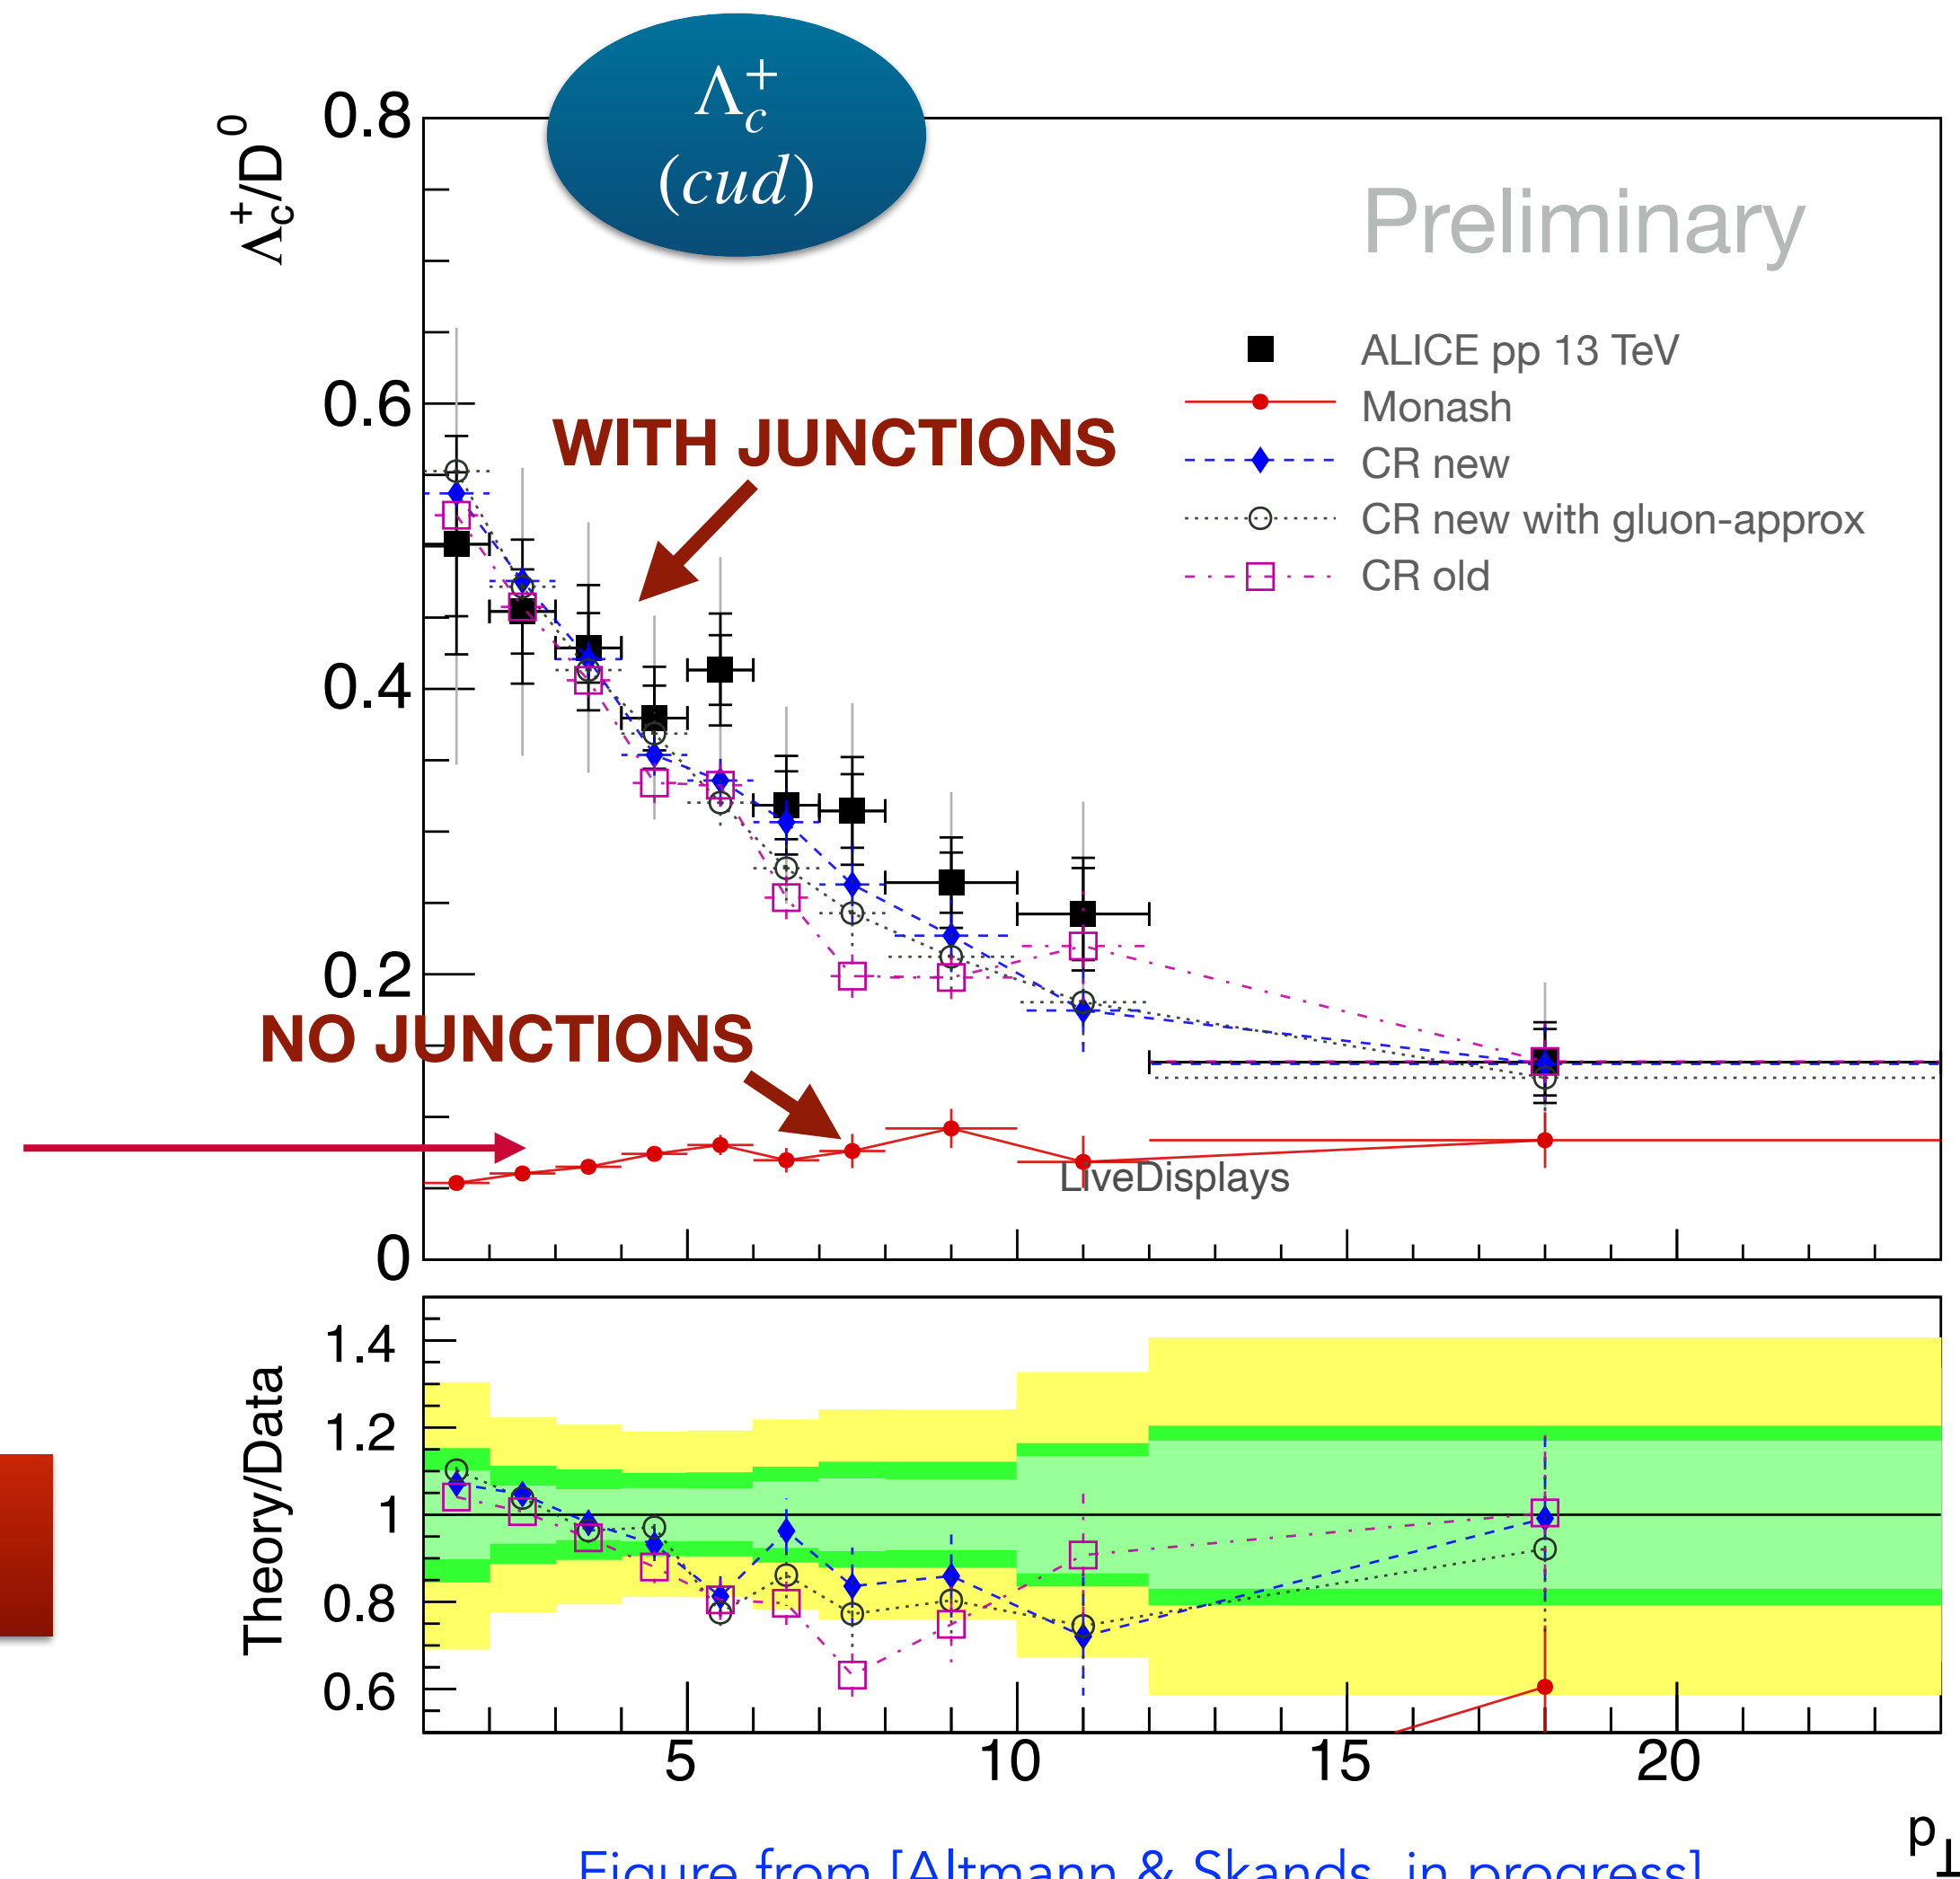 Λc+
(cud)
Λc+/D0
Preliminary
ALICE pp 13 TeV
Monash
CR new
CR new with gluon-approx
CR old
WITH JUNCTIONS
NO JUNCTIONS
LiveDisplays
0.8
0.6
0.4
0.2
0
Theory/Data
1.4
1.2
1
0.8
0.6
5 10 15 20
p⊥
Figure from [Altmann & Skands, in progress]